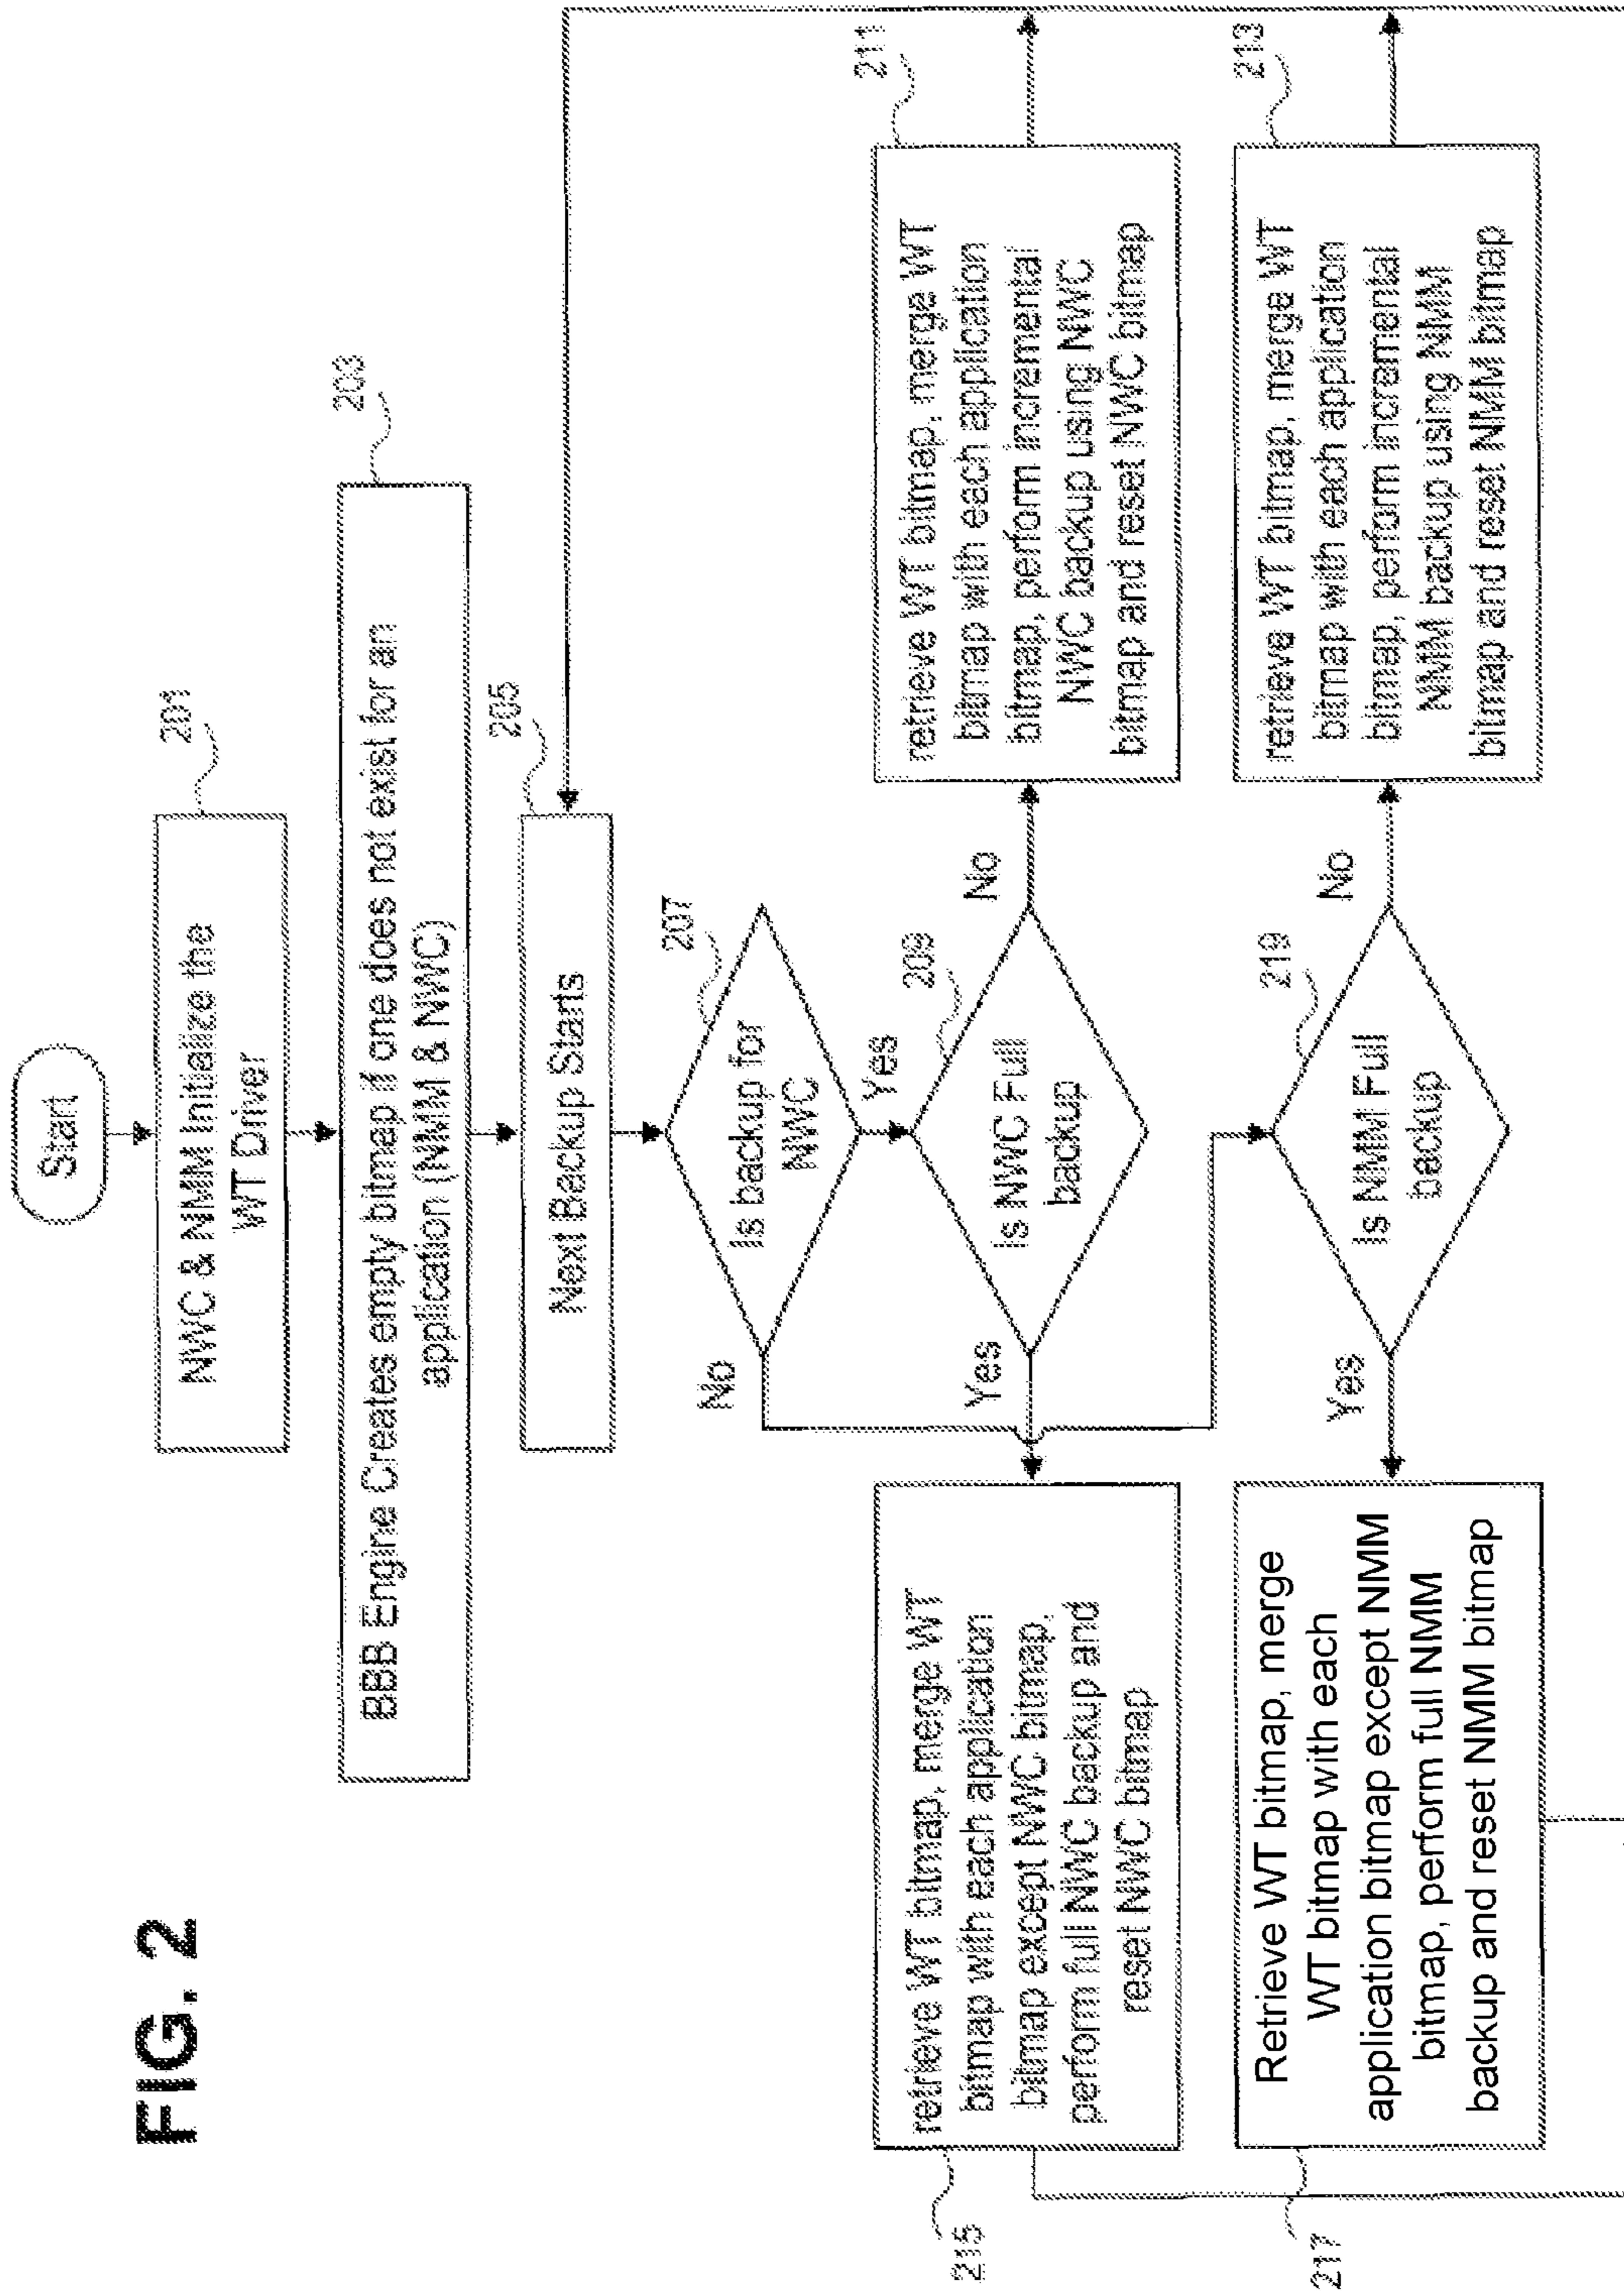 FIG. 2
Start
NWC & NMM Initialize the
WT Driver
201
BBB Engine Creates empty bitmap if one does not exist for an
application (NMM & NWC)
203
Next Backup Starts
205
Is backup for
NWC
207
No
Yes
Is NWC Full
backup
209
Yes
No
retrieve WT bitmap, merge WT
bitmap with each application
bitmap except NWC bitmap,
perform full NWC backup and
reset NWC bitmap
215
retrieve WT bitmap, merge WT
bitmap with each application
bitmap, perform incremental
NWC backup using NWC
bitmap and reset NWC bitmap
211
Is NMM Full
backup
219
Yes
No
Retrieve WT bitmap, merge
WT bitmap with each
application bitmap except NMM
bitmap, perform full NMM
backup and reset NMM bitmap
217
retrieve WT bitmap, merge WT
bitmap with each application
bitmap, perform incremental
NMM backup using NMM
bitmap and reset NMM bitmap
213